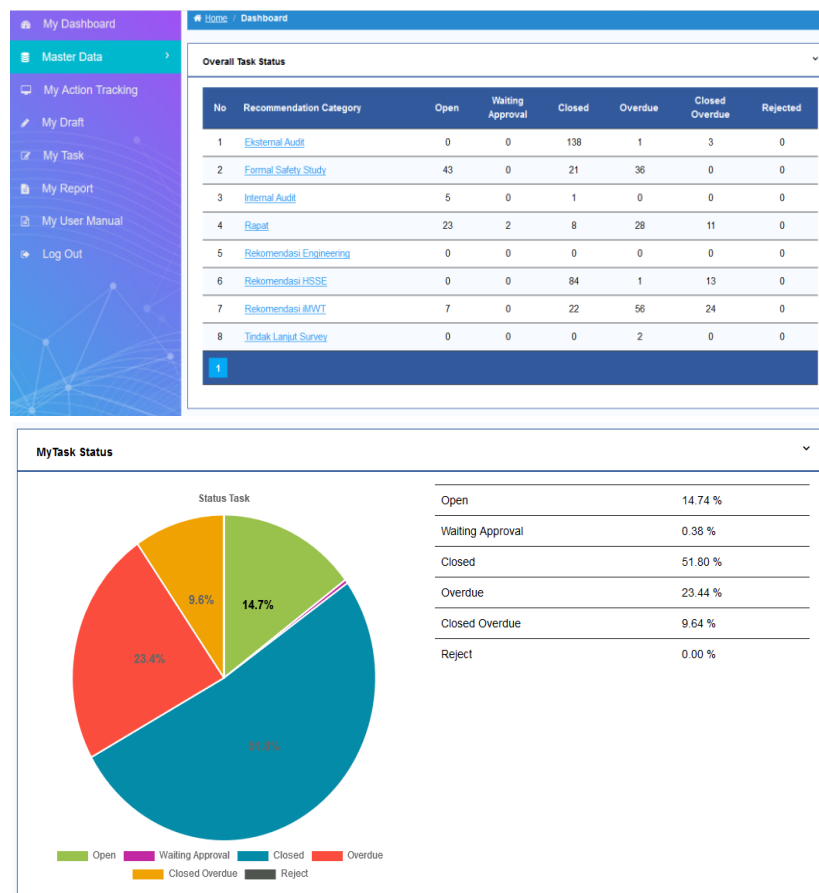 My Dashboard
Master Data
My Action Tracking
My Draft
My Task
My Report
My User Manual
Log Out
Home / Dashboard
Overall Task Status
No Recommendation Category Open Waiting Approval Closed Overdue Closed Overdue Rejected
1 Eksternal Audit 0 0 138 1 3 0
2 Formal Safety Study 43 0 21 36 0 0
3 Internal Audit 5 0 1 0 0 0
4 Rapat 23 2 8 28 11 0
5 Rekomendasi Engineering 0 0 0 0 0 0
6 Rekomendasi HSSE 0 0 84 1 13 0
7 Rekomendasi iMWT 7 0 22 56 24 0
8 Tindak Lanjut Survey 0 0 0 2 0 0
1
MyTask Status
Status Task
9.6%
14.7%
23.4%
Open Waiting Approval Closed Overdue
Closed Overdue Reject
Open 14.74 %
Waiting Approval 0.38 %
Closed 51.80 %
Overdue 23.44 %
Closed Overdue 9.64 %
Reject 0.00 %